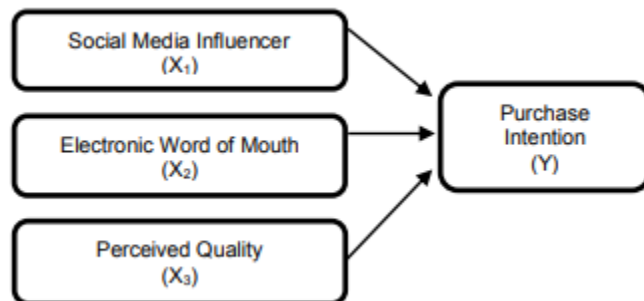 Social Media Influencer
(X₁)
Electronic Word of Mouth
(X₂)
Perceived Quality
(X₃)
Purchase
Intention
(Y)